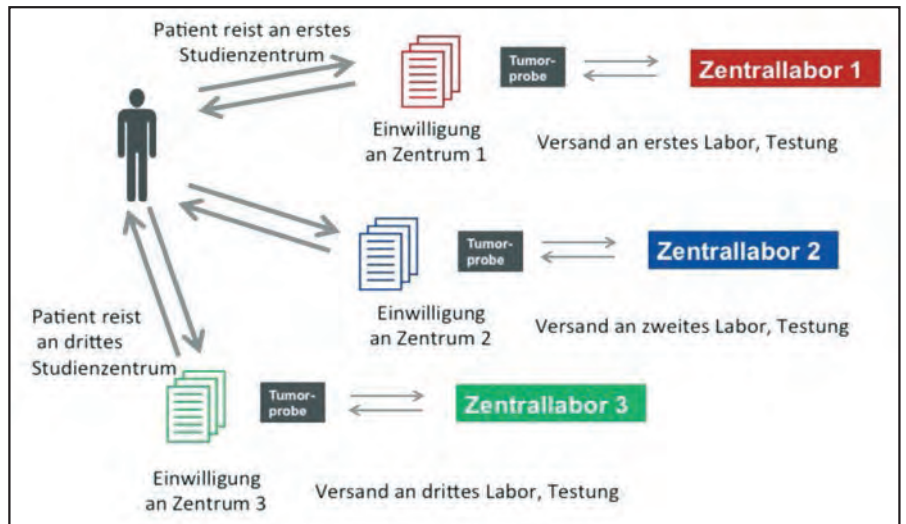 Patient reist an erstes
Studienzentrum
Tumor-
probe
Zentrallabor 1
Einwilligung
an Zentrum 1
Versand an erstes Labor, Testung
Tumor-
probe
Zentrallabor 2
Einwilligung
an Zentrum 2
Versand an zweites Labor, Testung
Patient reist
an drittes
Studienzentrum
Tumor-
probe
Zentrallabor 3
Einwilligung
an Zentrum 3
Versand an drittes Labor, Testung